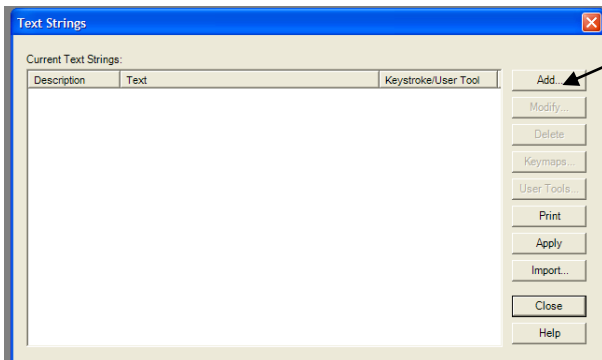 Text Strings
Current Text Strings:
Description Text Keystroke/User Tool
Add...
Modify...
Delete
Keymaps...
User Tools...
Print
Apply
Import...
Close
Help